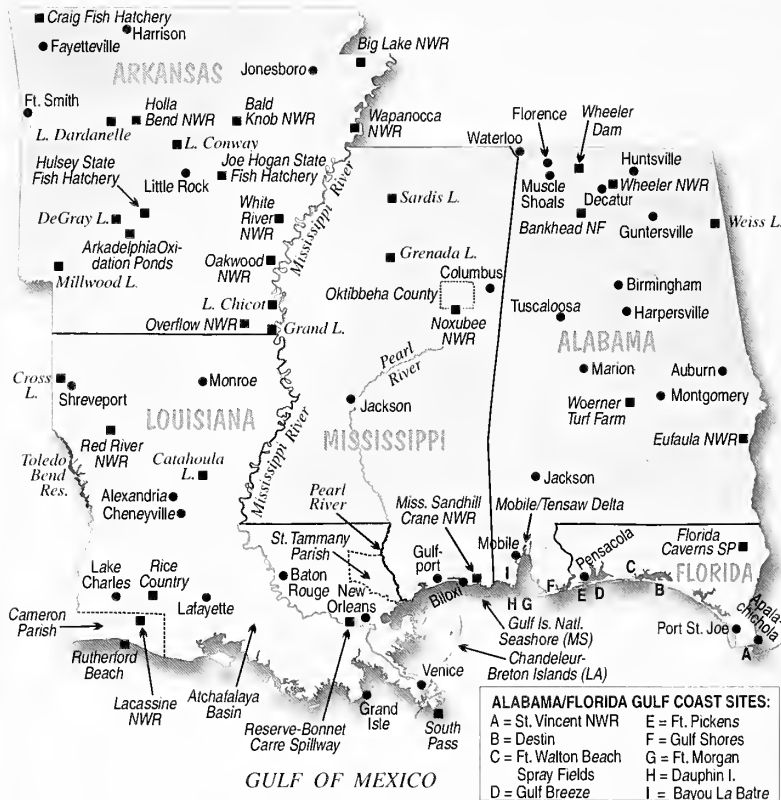 Craig Fish Hatchery
Harrison
Fayetteville
Big Lake NWR
ARKANSAS
Jonesboro
Ft. Smith
Holla
Bend NWR
Bald
Knob NWR
Wapanocca
NWR
L. Dardanelle
L. Conway
Hulsey State
Fish Hatchery
Joe Hogan State
Fish Hatchery
Little Rock
DeGray L.
White
River
NWR
Mississippi River
Arkadelphia Oxi-
dation Ponds
Oakwood
NWR
Millwood L.
L. Chicot
Overflow NWR
Grand L.
Florence
Wheeler
Dam
Waterloo
Huntsville
Muscle
Shoals
Wheeler NWR
Decatur
Sardis L.
Bankhead NF
Guntersville
Weiss L.
Grenada L.
Columbus
Oktibbeha County
Noxubee
NWR
Birmingham
Tuscaloosa
Harpersville
ALABAMA
Pearl
River
Marion
Auburn
Jackson
Woerner
Turf Farm
Montgomery
MISSISSIPPI
Eufaula NWR
Cross
L.
Shreveport
Monroe
LOUISIANA
Red River
NWR
Mississippi River
Toledo
Bend
Res.
Catahoula
L.
Alexandria
Cheneyville
Jackson
Pearl
River
Miss. Sandhill
Crane NWR
Mobile/Tensaw Delta
St. Tammany
Parish
Gulf-
port
Mobile
Pensacola
Florida
Caverns SP
Lake
Charles
Rice
Country
Baton
Rouge
New
Orleans
Biloxi
I
F
E
D
C
B
FLORIDA
Lafayette
H G
Cameron
Parish
Gulf Is. Natl.
Seashore (MS)
Port St. Joe
Apala-
chichola
A
Rutherford
Beach
Chandeleur-
Breton Islands (LA)
Lacassine
NWR
Atchafalaya
Basin
Venice
Reserve-Bonnet
Carre Spillway
Grand
Isle
South
Pass
GULF OF MEXICO
ALABAMA/FLORIDA GULF COAST SITES:
A = St. Vincent NWR
B = Destin
C = Ft. Walton Beach
Spray Fields
D = Gulf Breeze
E = Ft. Pickens
F = Gulf Shores
G = Ft. Morgan
H = Dauphin I.
I = Bayou La Batre